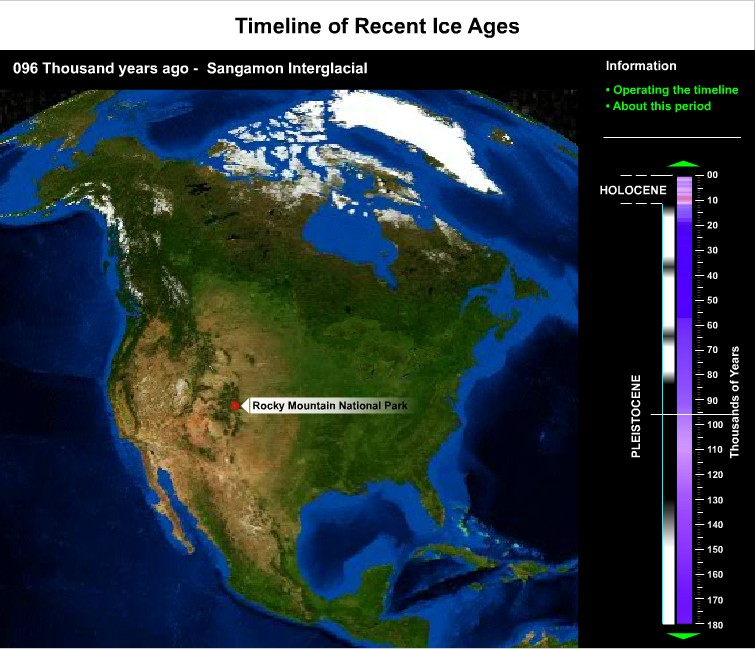 Timeline of Recent Ice Ages
096 Thousand years ago - Sangamon Interglacial
Information
• Operating the timeline
• About this period
HOLOCENE
00
10
20
30
40
50
60
70
80
90
100
110
120
130
140
150
160
170
180
PLEISTOCENE
Thousands of Years
Rocky Mountain National Park